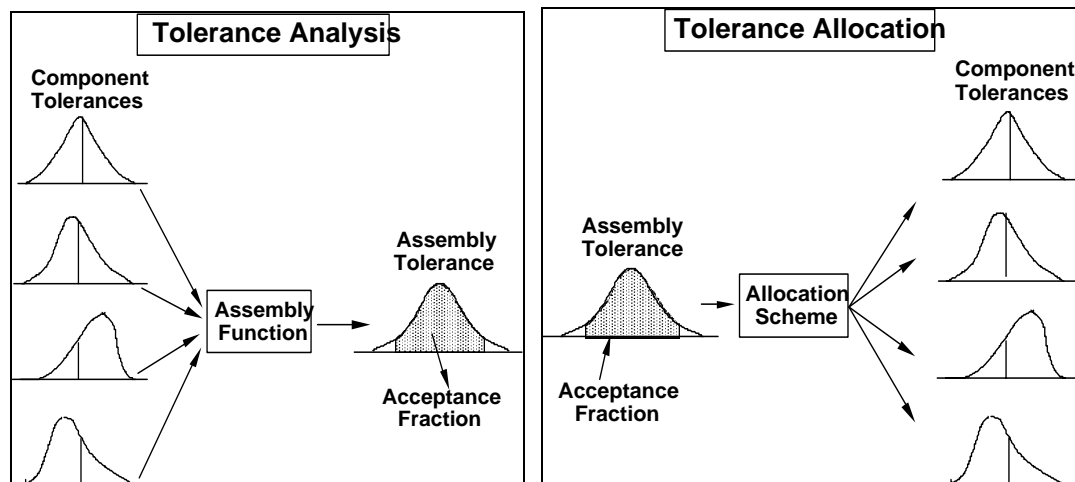 Tolerance Analysis
Component
Tolerances
Assembly
Function
Assembly
Tolerance
Acceptance
Fraction
Tolerance Allocation
Assembly
Tolerance
Acceptance
Fraction
Allocation
Scheme
Component
Tolerances